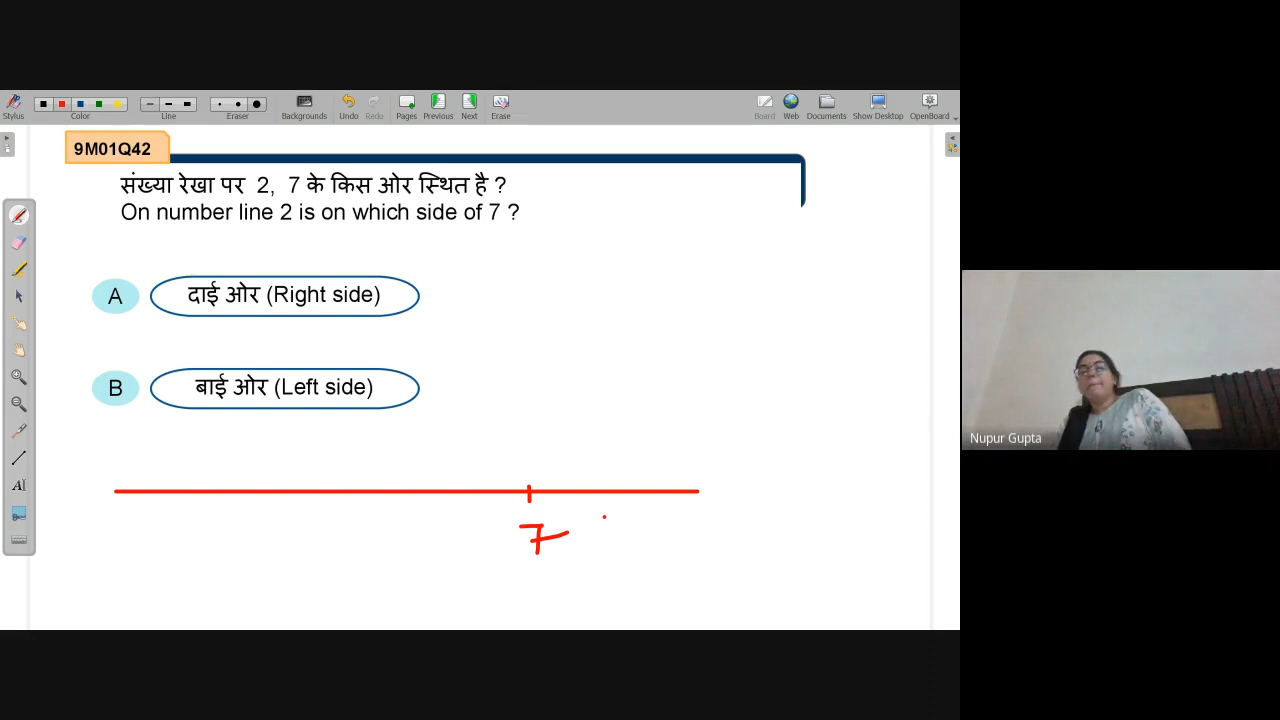 Stylus
Color
Line
Eraser
Backgrounds
Undo
Redo
Pages
Previous
Next
Erase
Board
Web
Documents
Show Desktop
OpenBoard
9M01Q42
संख्या रेखा पर 2, 7 के किस ओर स्थित है ?
On number line 2 is on which side of 7 ?
A
दाई ओर (Right side)
B
बाई ओर (Left side)
7
Nupur Gupta